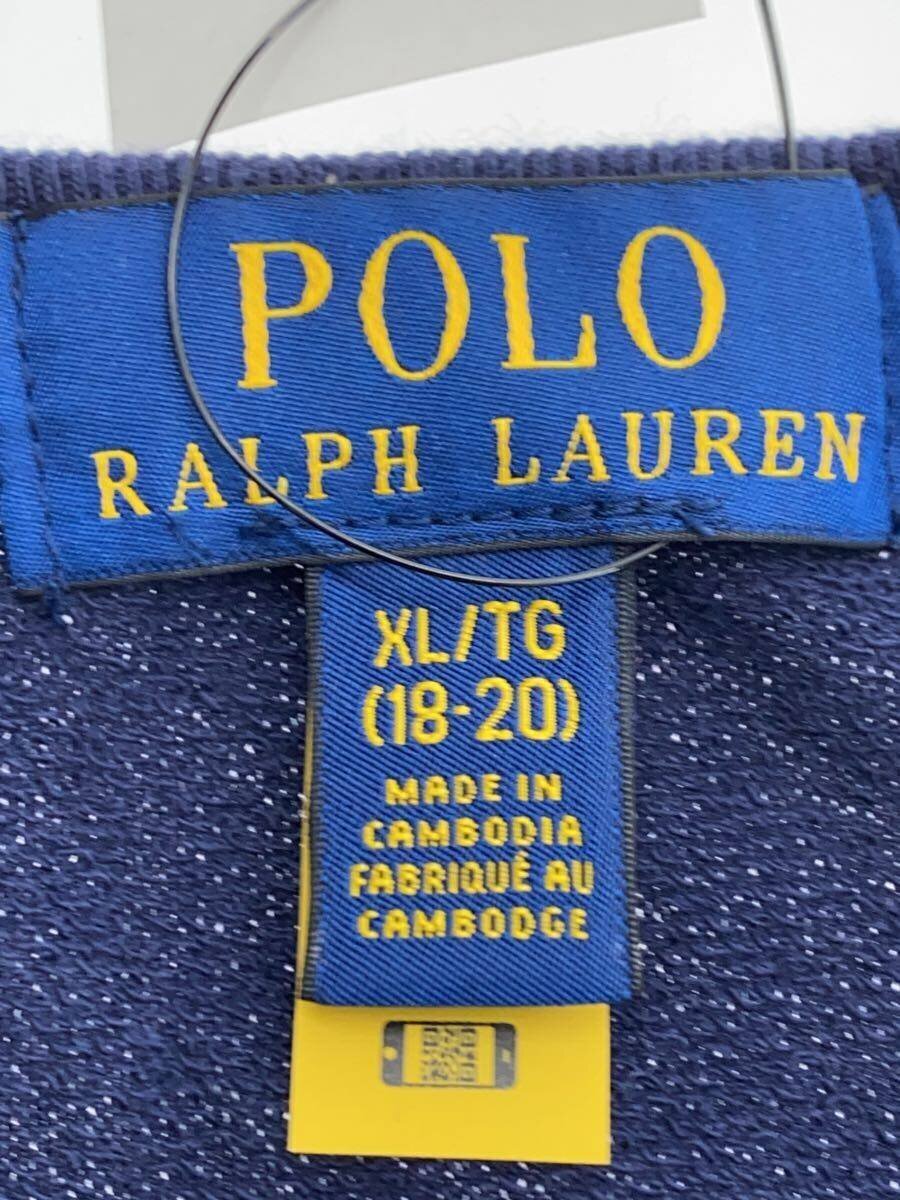 POLO
RALPH LAUREN
XL/TG
(18-20)
MADE IN
CAMBODIA
FABRIQUÉ AU
CAMBODGE